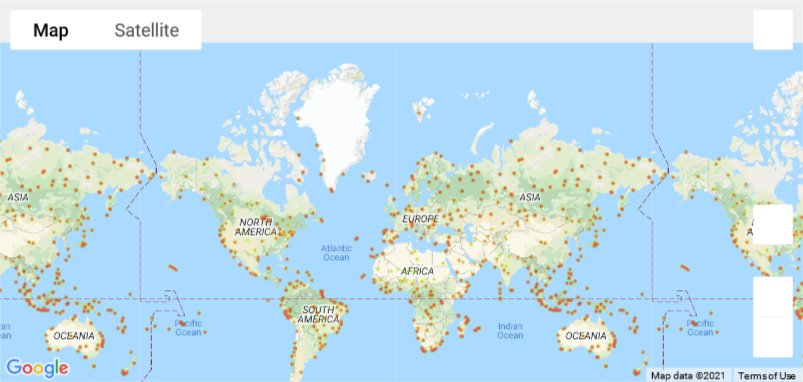 Map
Satellite
ASIA
NORTH
AMERICA
EUROPE
ASIA
Atlantic
Ocean
AFRICA
SOUTH
AMERICA
Pacific
Ocean
Indian
Ocean
Pacific
Ocean
an
OCEANIA
OCEANIA
Google
Map data ©2021
Terms of Use